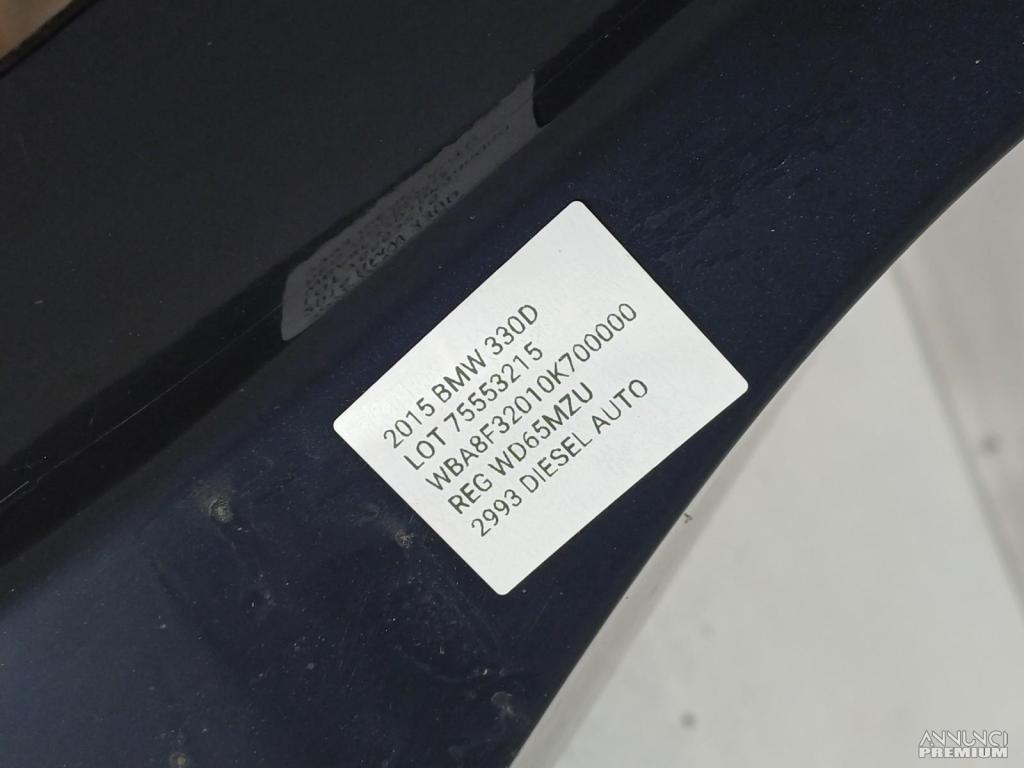 2015 BMW 330D
LOT 75553215
WBA8F32010K700000
REG WD65MZU
2993 DIESEL AUTO
ANNUNCI
PREMIUM